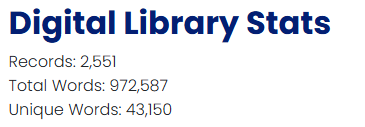 Digital Library Stats
Records: 2,551
Total Words: 972,587
Unique Words: 43,150